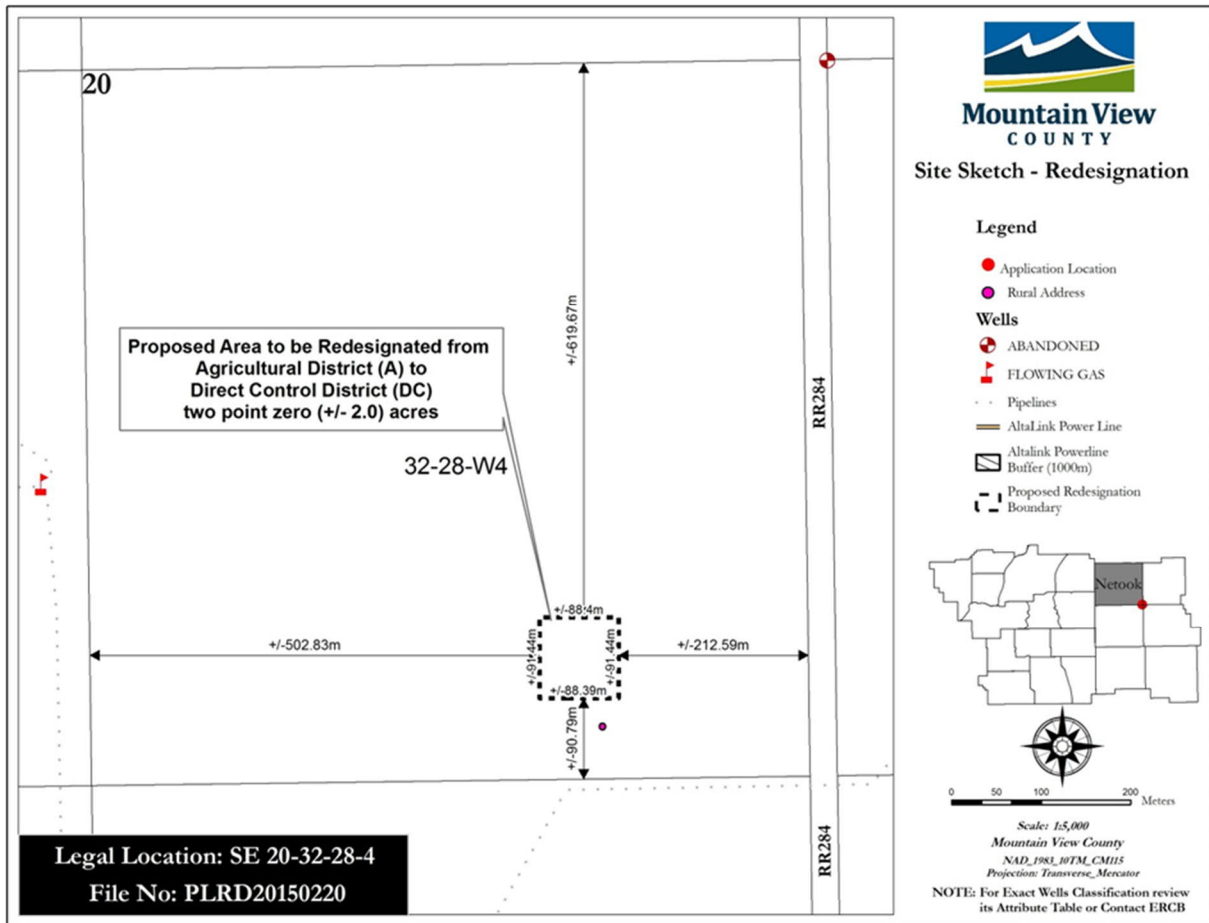 20
+/-619.67m
RR284
Proposed Area to be Redesignated from
Agricultural District (A) to
Direct Control District (DC)
two point zero (+/- 2.0) acres
32-28-W4
+/-88.4m
+/-502.83m
+/-91.44m
+/-91.44m
+/-212.59m
+/-88.39m
+/-90.79m
RR284
Legal Location: SE 20-32-28-4
File No: PLRD20150220
Mountain View
COUNTY
Site Sketch - Redesignation
Legend
Application Location
Rural Address
Wells
ABANDONED
FLOWING GAS
Pipelines
AltaLink Power Line
Altalink Powerline
Buffer (1000m)
Proposed Redesignation
Boundary
Netook
0 50 100 200
Meters
Scale: 1:5,000
Mountain View County
NAD_1983_10TM_CM115
Projection: Transverse_Mercator
NOTE: For Exact Wells Classification review
its Attribute Table or Contact ERCB